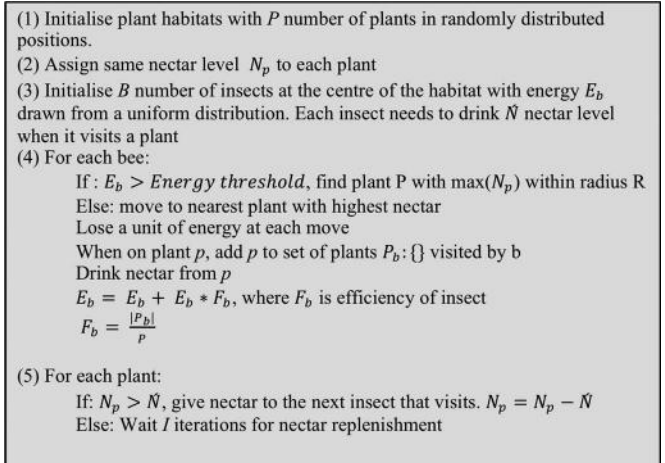 (1) Initialise plant habitats with P number of plants in randomly distributed
positions.
(2) Assign same nectar level N_p to each plant
(3) Initialise B number of insects at the centre of the habitat with energy E_b
drawn from a uniform distribution. Each insect needs to drink Ń nectar level
when it visits a plant
(4) For each bee:
If : E_b > Energy threshold, find plant P with max(N_p) within radius R
Else: move to nearest plant with highest nectar
Lose a unit of energy at each move
When on plant p, add p to set of plants P_b: {} visited by b
Drink nectar from p
E_b = E_b + E_b * F_b, where F_b is efficiency of insect
F_b = |P_b| / P
(5) For each plant:
If: N_p > Ń, give nectar to the next insect that visits. N_p = N_p − Ń
Else: Wait I iterations for nectar replenishment